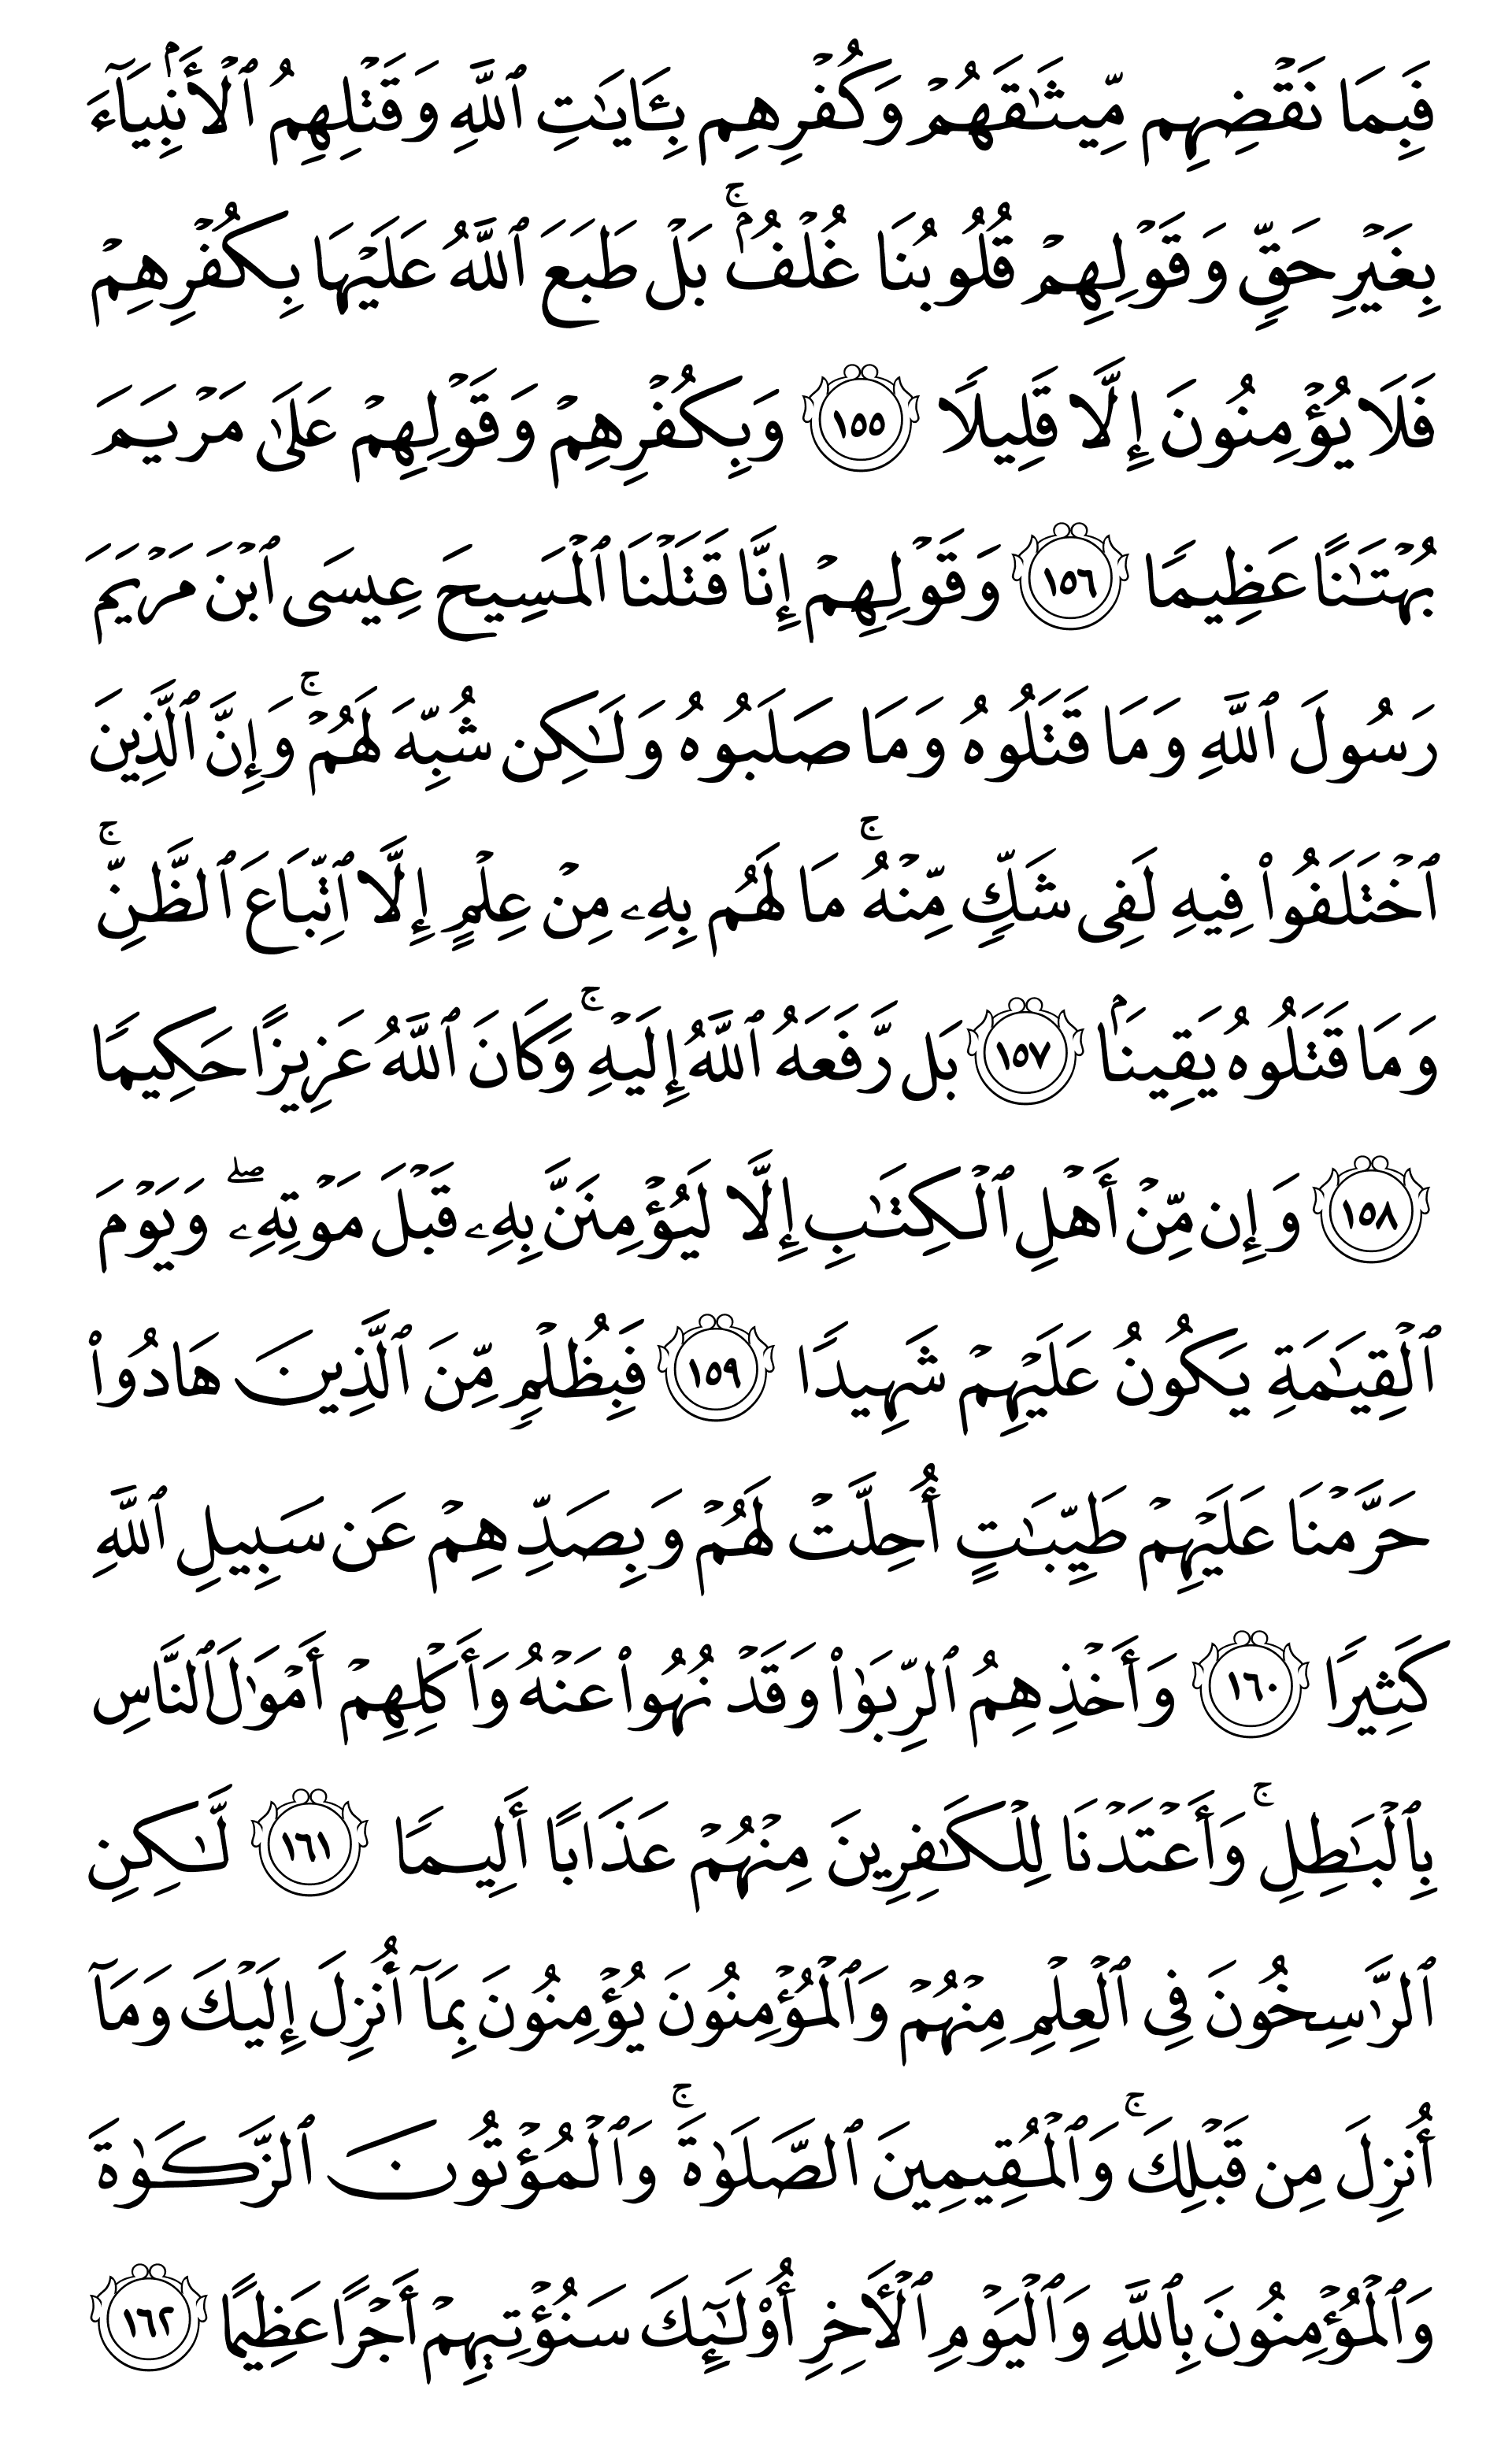 فَبِمَا نَقۡضِهِم مِّيثَٰقَهُمۡ وَكُفۡرِهِم بِـَٔايَٰتِ ٱللَّهِ وَقَتۡلِهِمُ ٱلۡأَنۢبِيَآءَ
بِغَيۡرِ حَقّٖ وَقَوۡلِهِمۡ قُلُوبُنَا غُلۡفُۢۚ بَلۡ طَبَعَ ٱللَّهُ عَلَيۡهَا بِكُفۡرِهِمۡ
فَلَا يُؤۡمِنُونَ إِلَّا قَلِيلٗا ١٥٥ وَبِكُفۡرِهِمۡ وَقَوۡلِهِمۡ عَلَىٰ مَرۡيَمَ
بُهۡتَٰنًا عَظِيمٗا ١٥٦ وَقَوۡلِهِمۡ إِنَّا قَتَلۡنَا ٱلۡمَسِيحَ عِيسَى ٱبۡنَ مَرۡيَمَ
رَسُولَ ٱللَّهِ وَمَا قَتَلُوهُ وَمَا صَلَبُوهُ وَلَٰكِن شُبِّهَ لَهُمۡۚ وَإِنَّ ٱلَّذِينَ
ٱخۡتَلَفُواْ فِيهِ لَفِي شَكّٖ مِّنۡهُۚ مَا لَهُم بِهِۦ مِنۡ عِلۡمٍ إِلَّا ٱتِّبَاعَ ٱلظَّنِّۚ
وَمَا قَتَلُوهُ يَقِينَۢا ١٥٧ بَل رَّفَعَهُ ٱللَّهُ إِلَيۡهِۚ وَكَانَ ٱللَّهُ عَزِيزًا حَكِيمٗا
١٥٨ وَإِن مِّنۡ أَهۡلِ ٱلۡكِتَٰبِ إِلَّا لَيُؤۡمِنَنَّ بِهِۦ قَبۡلَ مَوۡتِهِۦۖ وَيَوۡمَ
ٱلۡقِيَٰمَةِ يَكُونُ عَلَيۡهِمۡ شَهِيدٗا ١٥٩ فَبِظُلۡمٖ مِّنَ ٱلَّذِينَ هَادُواْ
حَرَّمۡنَا عَلَيۡهِمۡ طَيِّبَٰتٍ أُحِلَّتۡ لَهُمۡ وَبِصَدِّهِمۡ عَن سَبِيلِ ٱللَّهِ
كَثِيرٗا ١٦٠ وَأَخۡذِهِمُ ٱلرِّبَوٰاْ وَقَدۡ نُهُواْ عَنۡهُ وَأَكۡلِهِمۡ أَمۡوَٰلَ ٱلنَّاسِ
بِٱلۡبَٰطِلِۚ وَأَعۡتَدۡنَا لِلۡكَٰفِرِينَ مِنۡهُمۡ عَذَابًا أَلِيمٗا ١٦١ لَّٰكِنِ
ٱلرَّٰسِخُونَ فِي ٱلۡعِلۡمِ مِنۡهُمۡ وَٱلۡمُؤۡمِنُونَ يُؤۡمِنُونَ بِمَآ أُنزِلَ إِلَيۡكَ وَمَآ
أُنزِلَ مِن قَبۡلِكَۚ وَٱلۡمُقِيمِينَ ٱلصَّلَوٰةَۚ وَٱلۡمُؤۡتُونَ ٱلزَّكَوٰةَ
وَٱلۡمُؤۡمِنُونَ بِٱللَّهِ وَٱلۡيَوۡمِ ٱلۡأٓخِرِ أُوْلَٰٓئِكَ سَنُؤۡتِيهِمۡ أَجۡرًا عَظِيمًا ١٦٢